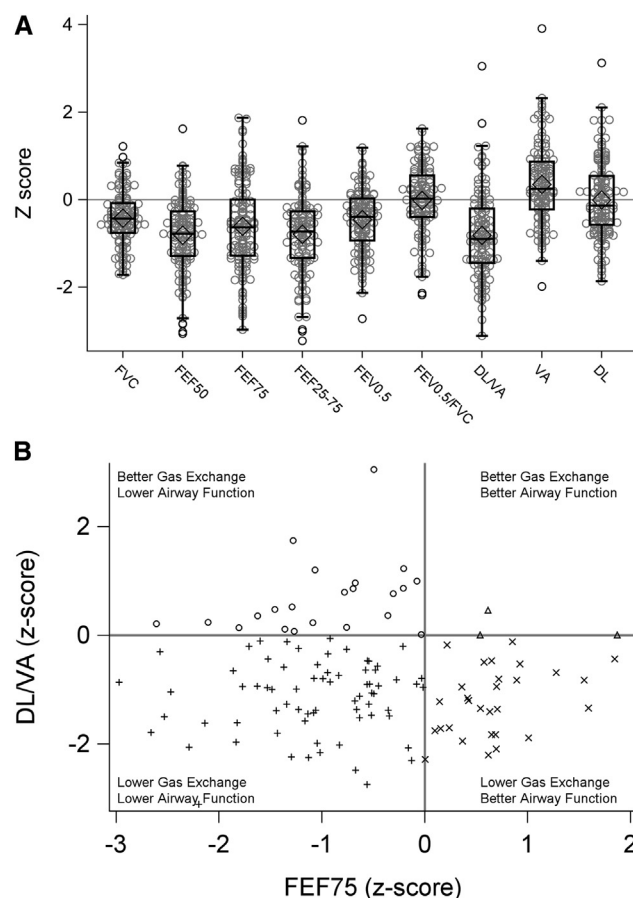 A
4
2
0
-2
Z score
FVC
FEF50
FEF75
FEF25-75
FEV0.5
FEV0.5/FVC
DL/VA
VA
DL
B
Better Gas Exchange
Lower Airway Function
Better Gas Exchange
Better Airway Function
2
0
-2
DL/VA (z-score)
Lower Gas Exchange
Lower Airway Function
Lower Gas Exchange
Better Airway Function
-3
-2
-1
0
1
2
FEF75 (z-score)